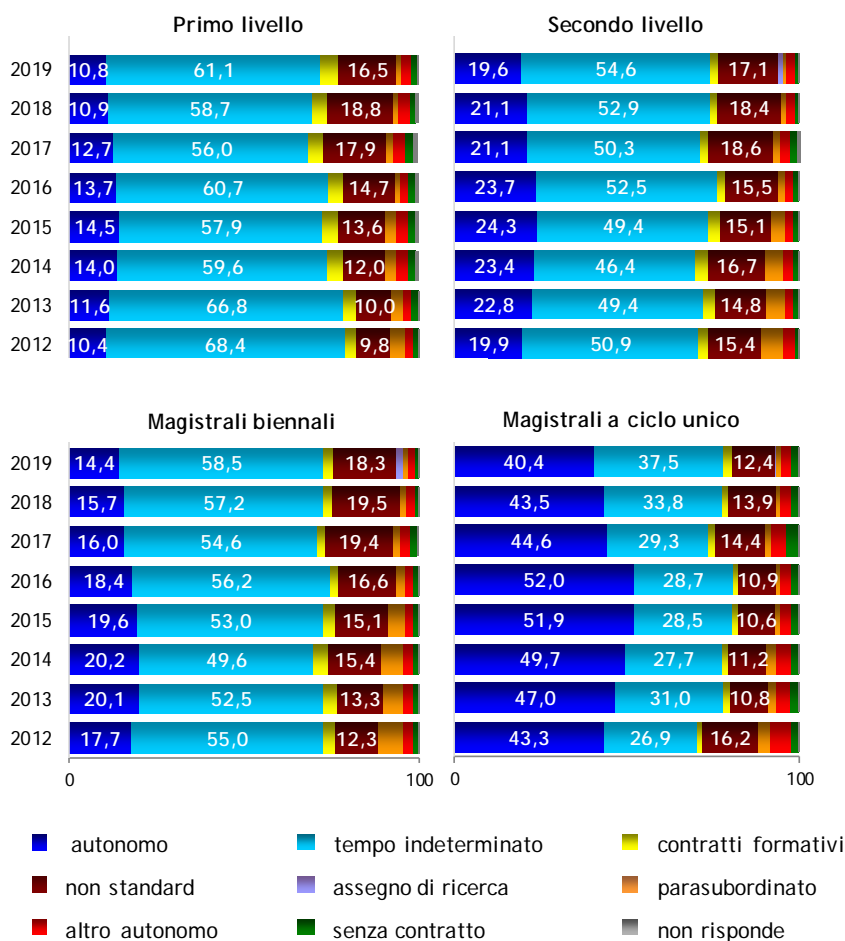 Primo livello
2019 10,8 61,1 16,5
2018 10,9 58,7 18,8
2017 12,7 56,0 17,9
2016 13,7 60,7 14,7
2015 14,5 57,9 13,6
2014 14,0 59,6 12,0
2013 11,6 66,8 10,0
2012 10,4 68,4 9,8
Secondo livello
19,6 54,6 17,1
21,1 52,9 18,4
21,1 50,3 18,6
23,7 52,5 15,5
24,3 49,4 15,1
23,4 46,4 16,7
22,8 49,4 14,8
19,9 50,9 15,4
Magistrali biennali
2019 14,4 58,5 18,3
2018 15,7 57,2 19,5
2017 16,0 54,6 19,4
2016 18,4 56,2 16,6
2015 19,6 53,0 15,1
2014 20,2 49,6 15,4
2013 20,1 52,5 13,3
2012 17,7 55,0 12,3
0 100
Magistrali a ciclo unico
40,4 37,5 12,4
43,5 33,8 13,9
44,6 29,3 14,4
52,0 28,7 10,9
51,9 28,5 10,6
49,7 27,7 11,2
47,0 31,0 10,8
43,3 26,9 16,2
0 100
autonomo tempo indeterminato contratti formativi
non standard assegno di ricerca parasubordinato
altro autonomo senza contratto non risponde